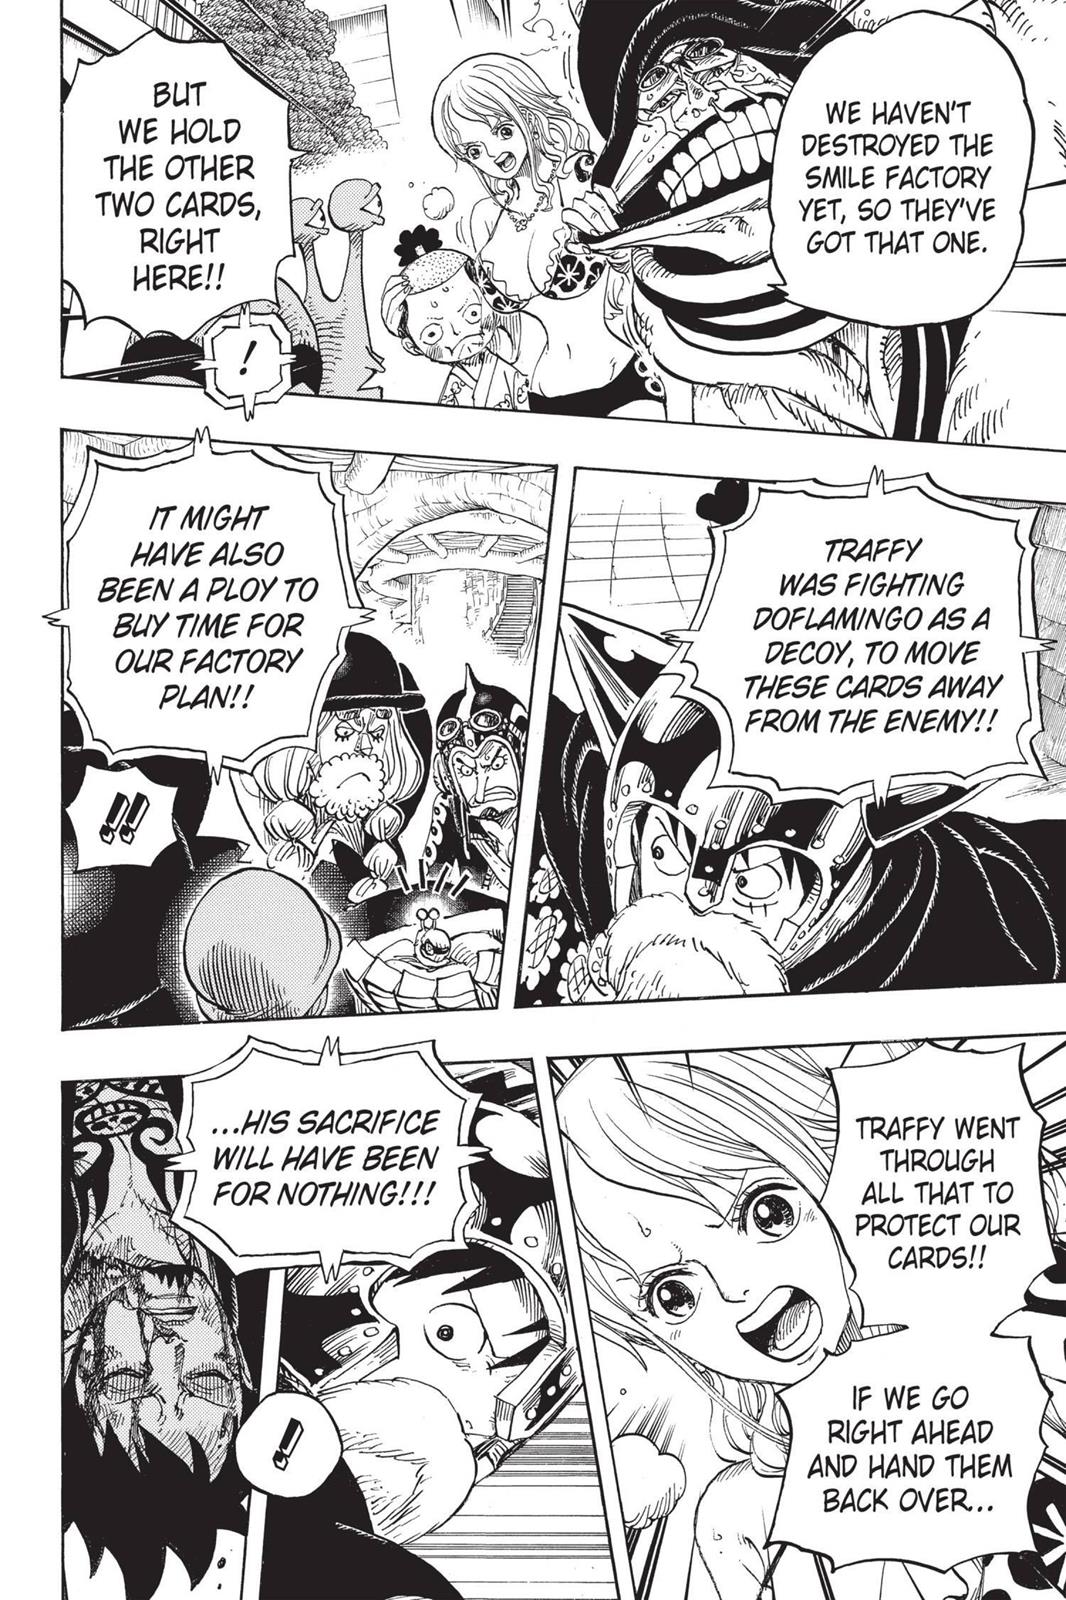 WE HAVEN'T
DESTROYED THE
SMILE FACTORY
YET, SO THEY'VE
GOT THAT ONE.
BUT
WE HOLD
THE OTHER
TWO CARDS,
RIGHT
HERE!!
!
TRAFFY
WAS FIGHTING
DOFLAMINGO AS A
DECOY, TO MOVE
THESE CARDS AWAY
FROM THE ENEMY!!
IT MIGHT
HAVE ALSO
BEEN A PLOY TO
BUY TIME FOR
OUR FACTORY
PLAN!!
!!
TRAFFY WENT
THROUGH
ALL THAT TO
PROTECT OUR
CARDS!!
IF WE GO
RIGHT AHEAD
AND HAND THEM
BACK OVER...
...HIS SACRIFICE
WILL HAVE BEEN
FOR NOTHING!!!
!!